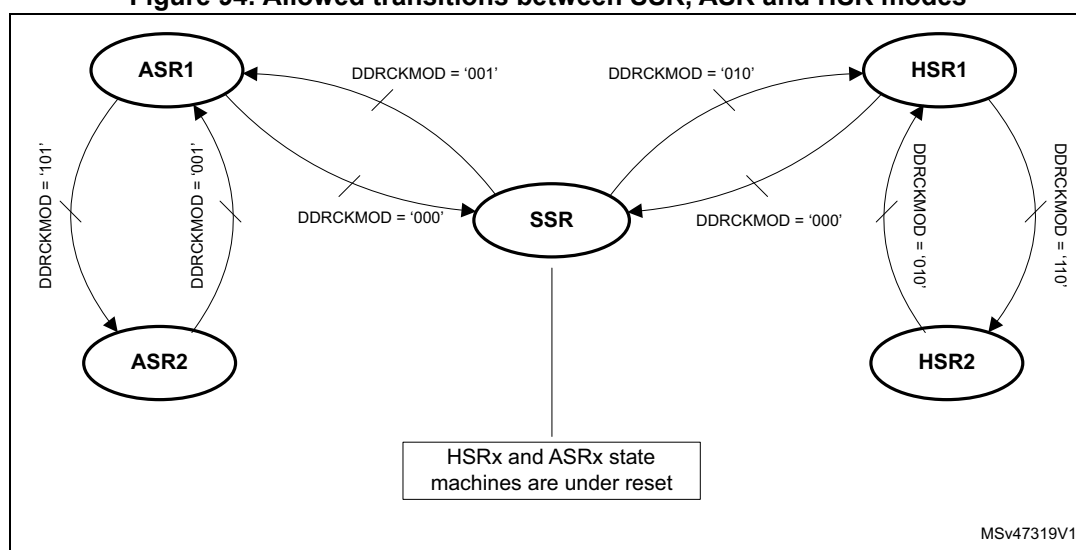 Figure 94. Allowed transitions between SSR, ASR and HSR modes
ASR1
DDRCKMOD = ‘001’
DDRCKMOD = ‘010’
HSR1
DDRCKMOD = ‘101’
DDRCKMOD = ‘001’
DDRCKMOD = ‘000’
SSR
DDRCKMOD = ‘000’
DDRCKMOD = ‘010’
DDRCKMOD = ‘110’
ASR2
HSR2
HSRx and ASRx state
machines are under reset
MSv47319V1